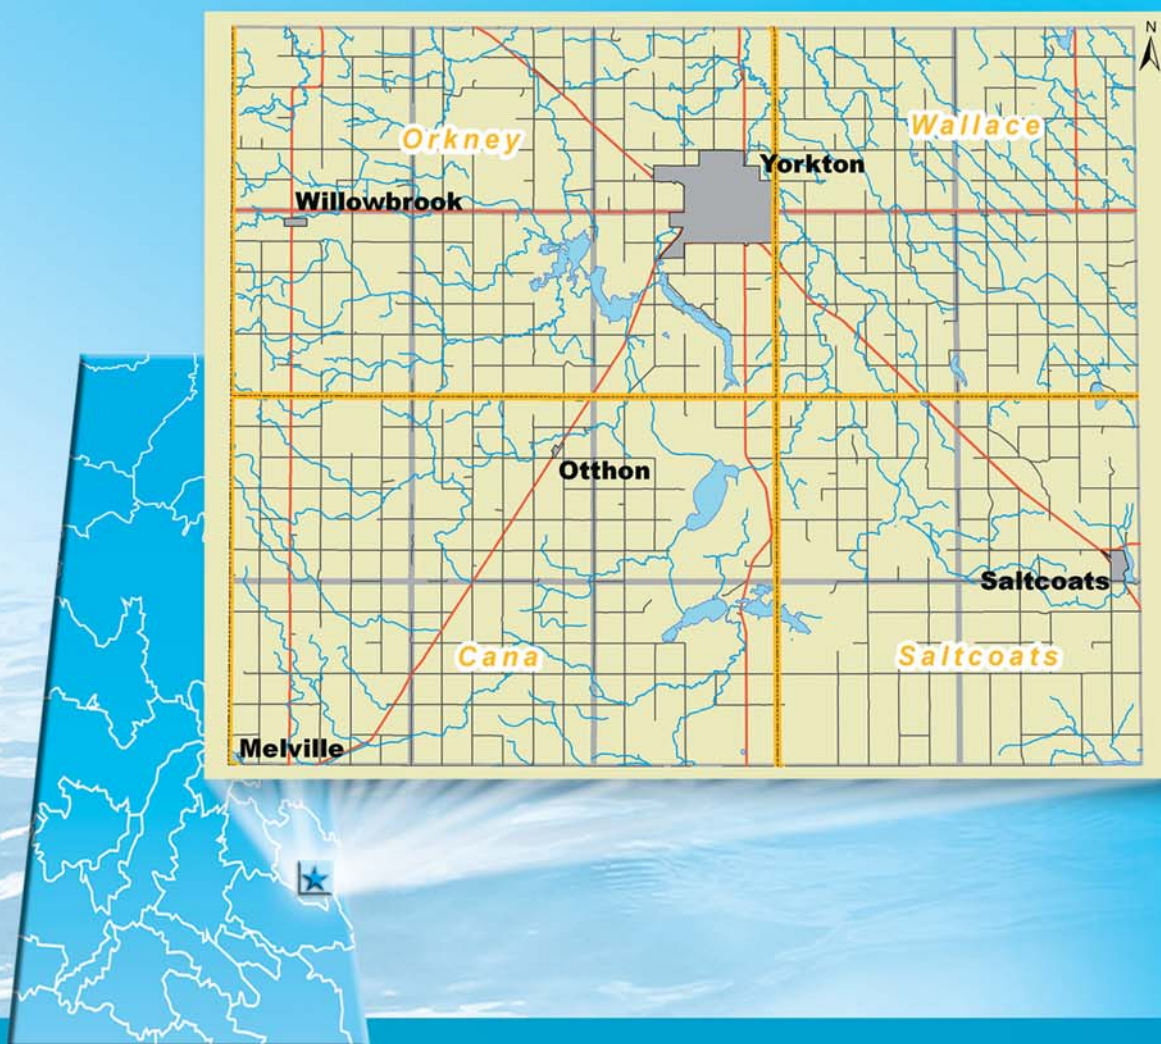 N
Orkney
Wallace
Yorkton
Willowbrook
Otthon
Saltcoats
Cana
Saltcoats
Melville